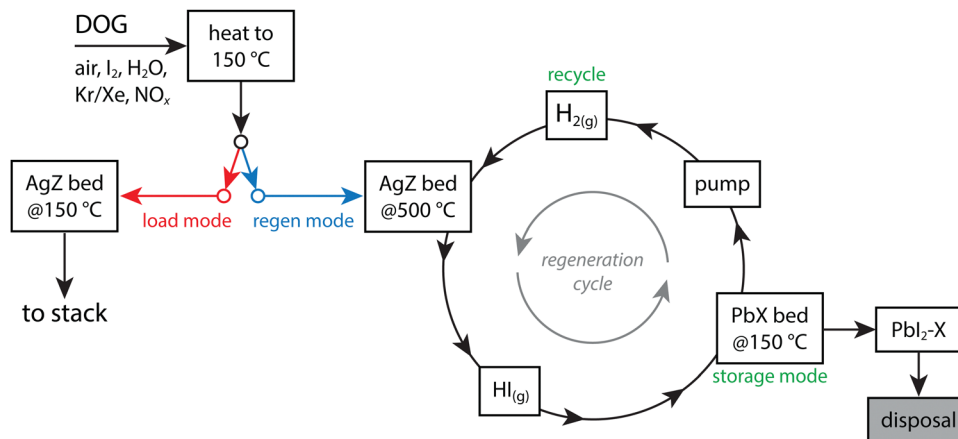 DOG
air, I₂, H₂O,
Kr/Xe, NOₓ
heat to
150 °C
AgZ bed
@150 °C
load mode
regen mode
to stack
AgZ bed
@500 °C
recycle
H₂(g)
pump
regeneration
cycle
HI(g)
PbX bed
@150 °C
storage mode
PbI₂-X
disposal